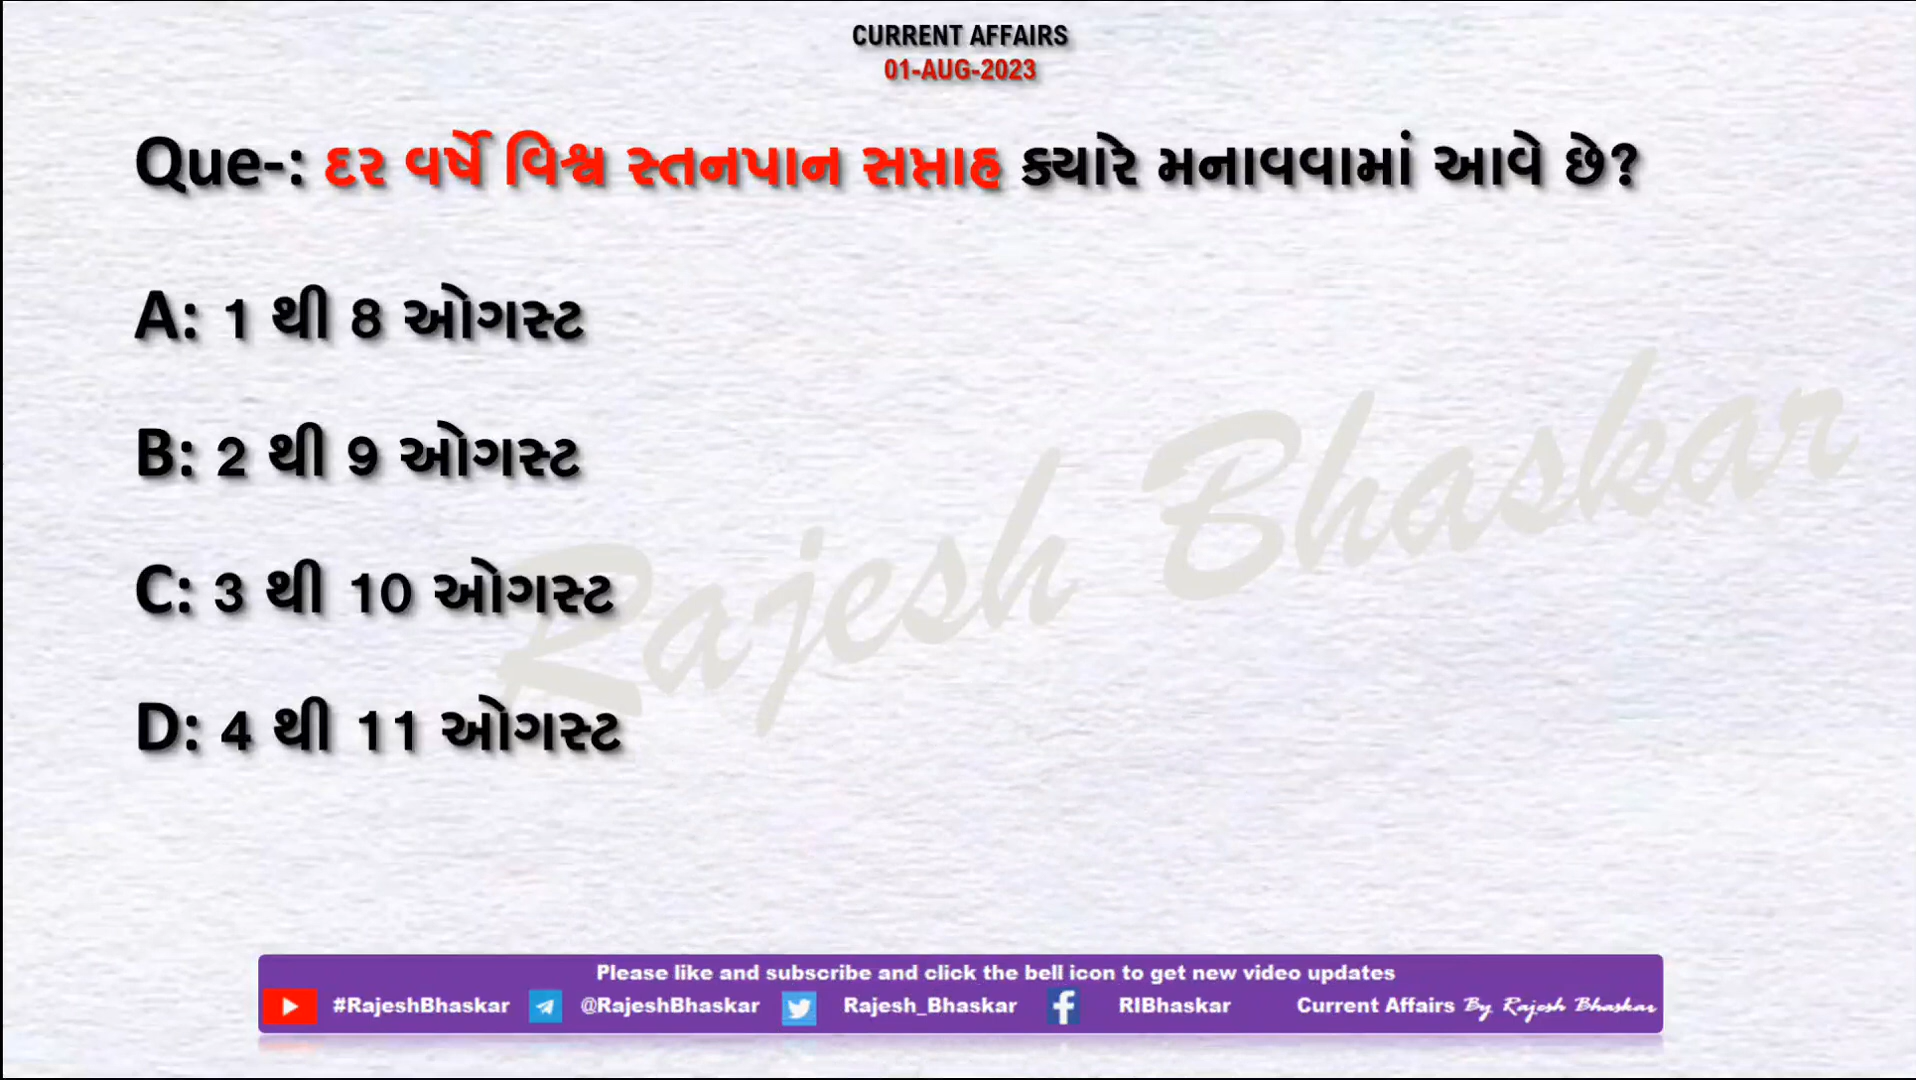 CURRENT AFFAIRS
01-AUG-2023
Que-: દર વર્ષે વિશ્વ સ્તનપાન સપ્તાહ ક્યારે મનાવવામાં આવે છે?
A: 1 થી 8 ઓગસ્ટ
B: 2 થી 9 ઓગસ્ટ
C: 3 થી 10 ઓગસ્ટ
D: 4 થી 11 ઓગસ્ટ
Rajesh Bhaskar
Please like and subscribe and click the bell icon to get new video updates
#RajeshBhaskar @RajeshBhaskar Rajesh_Bhaskar RIBhaskar Current Affairs By Rajesh Bhaskar